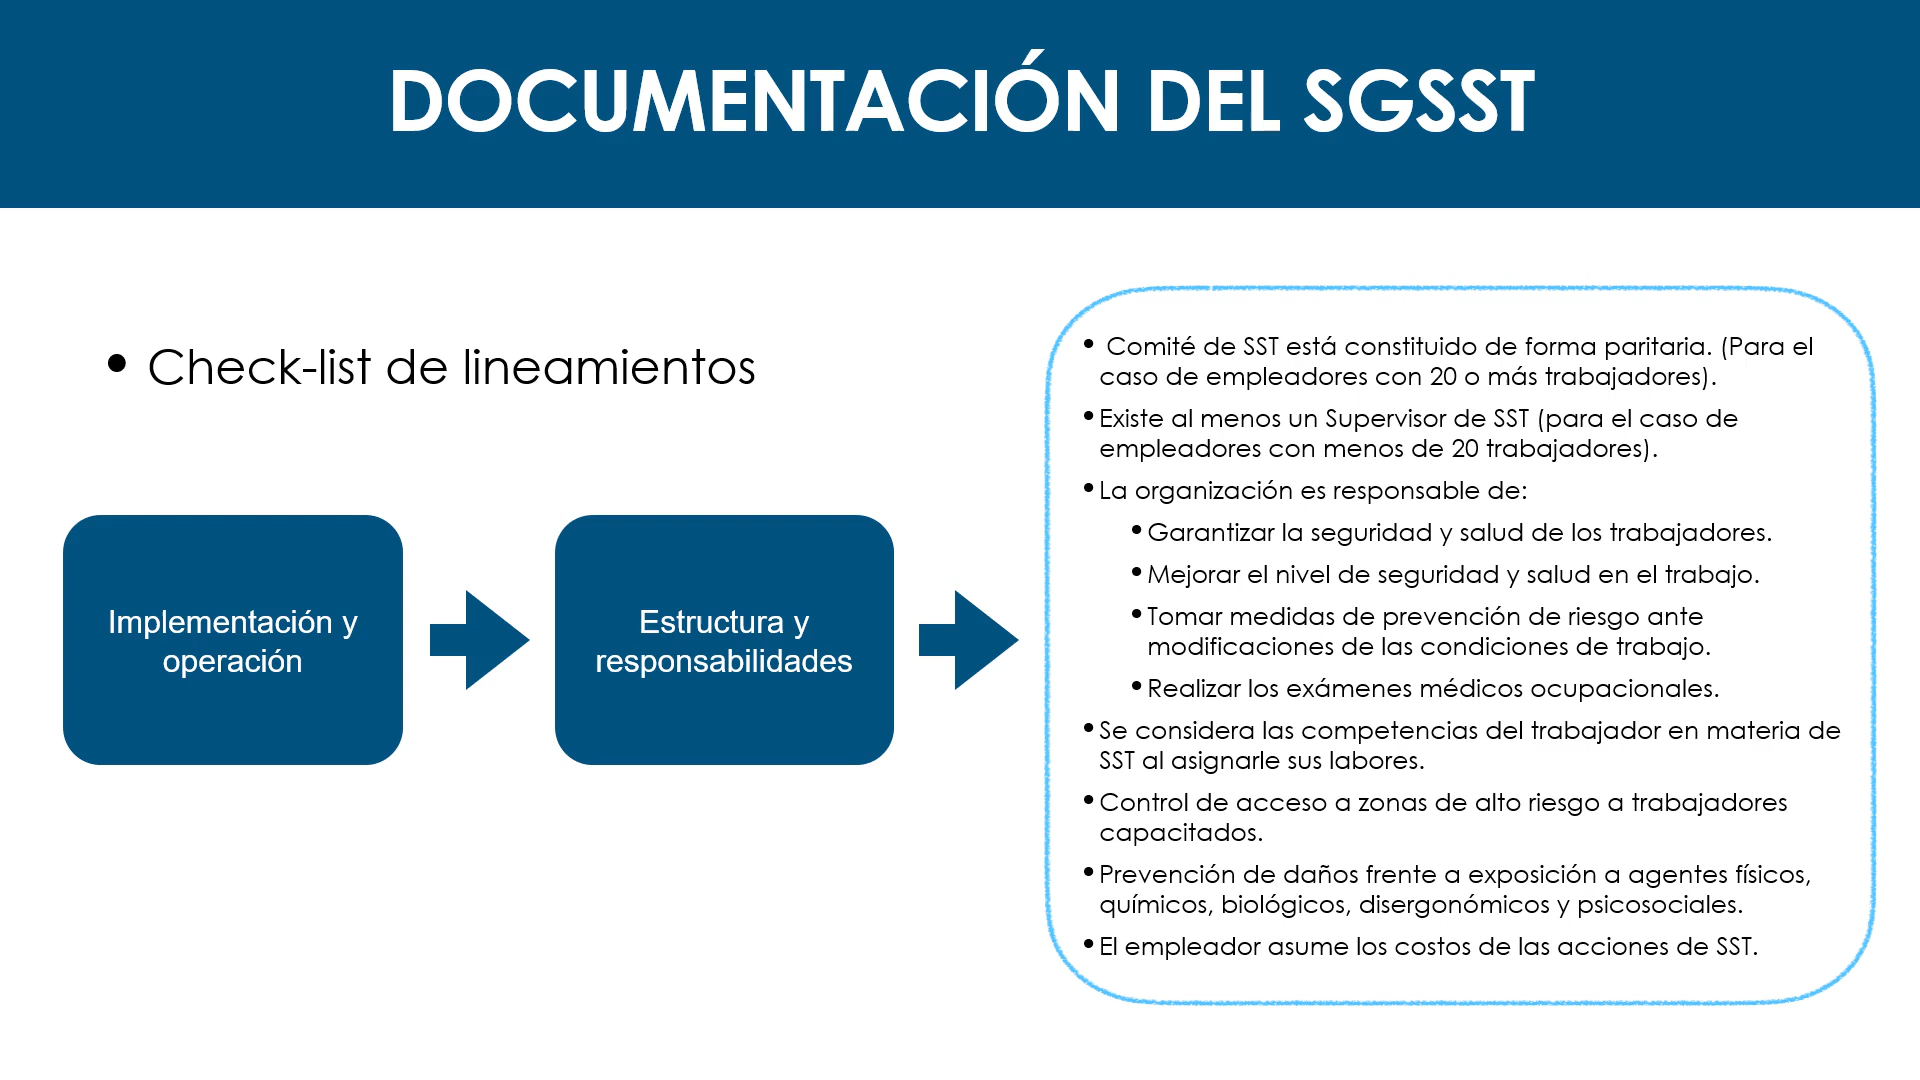 DOCUMENTACIÓN DEL SGSST
• Check-list de lineamientos
Implementación y
operación
Estructura y
responsabilidades
• Comité de SST está constituido de forma paritaria. (Para el
caso de empleadores con 20 o más trabajadores).
• Existe al menos un Supervisor de SST (para el caso de
empleadores con menos de 20 trabajadores).
• La organización es responsable de:
• Garantizar la seguridad y salud de los trabajadores.
• Mejorar el nivel de seguridad y salud en el trabajo.
• Tomar medidas de prevención de riesgo ante
modificaciones de las condiciones de trabajo.
• Realizar los exámenes médicos ocupacionales.
• Se considera las competencias del trabajador en materia de
SST al asignarle sus labores.
• Control de acceso a zonas de alto riesgo a trabajadores
capacitados.
• Prevención de daños frente a exposición a agentes físicos,
químicos, biológicos, disergonómicos y psicosociales.
• El empleador asume los costos de las acciones de SST.